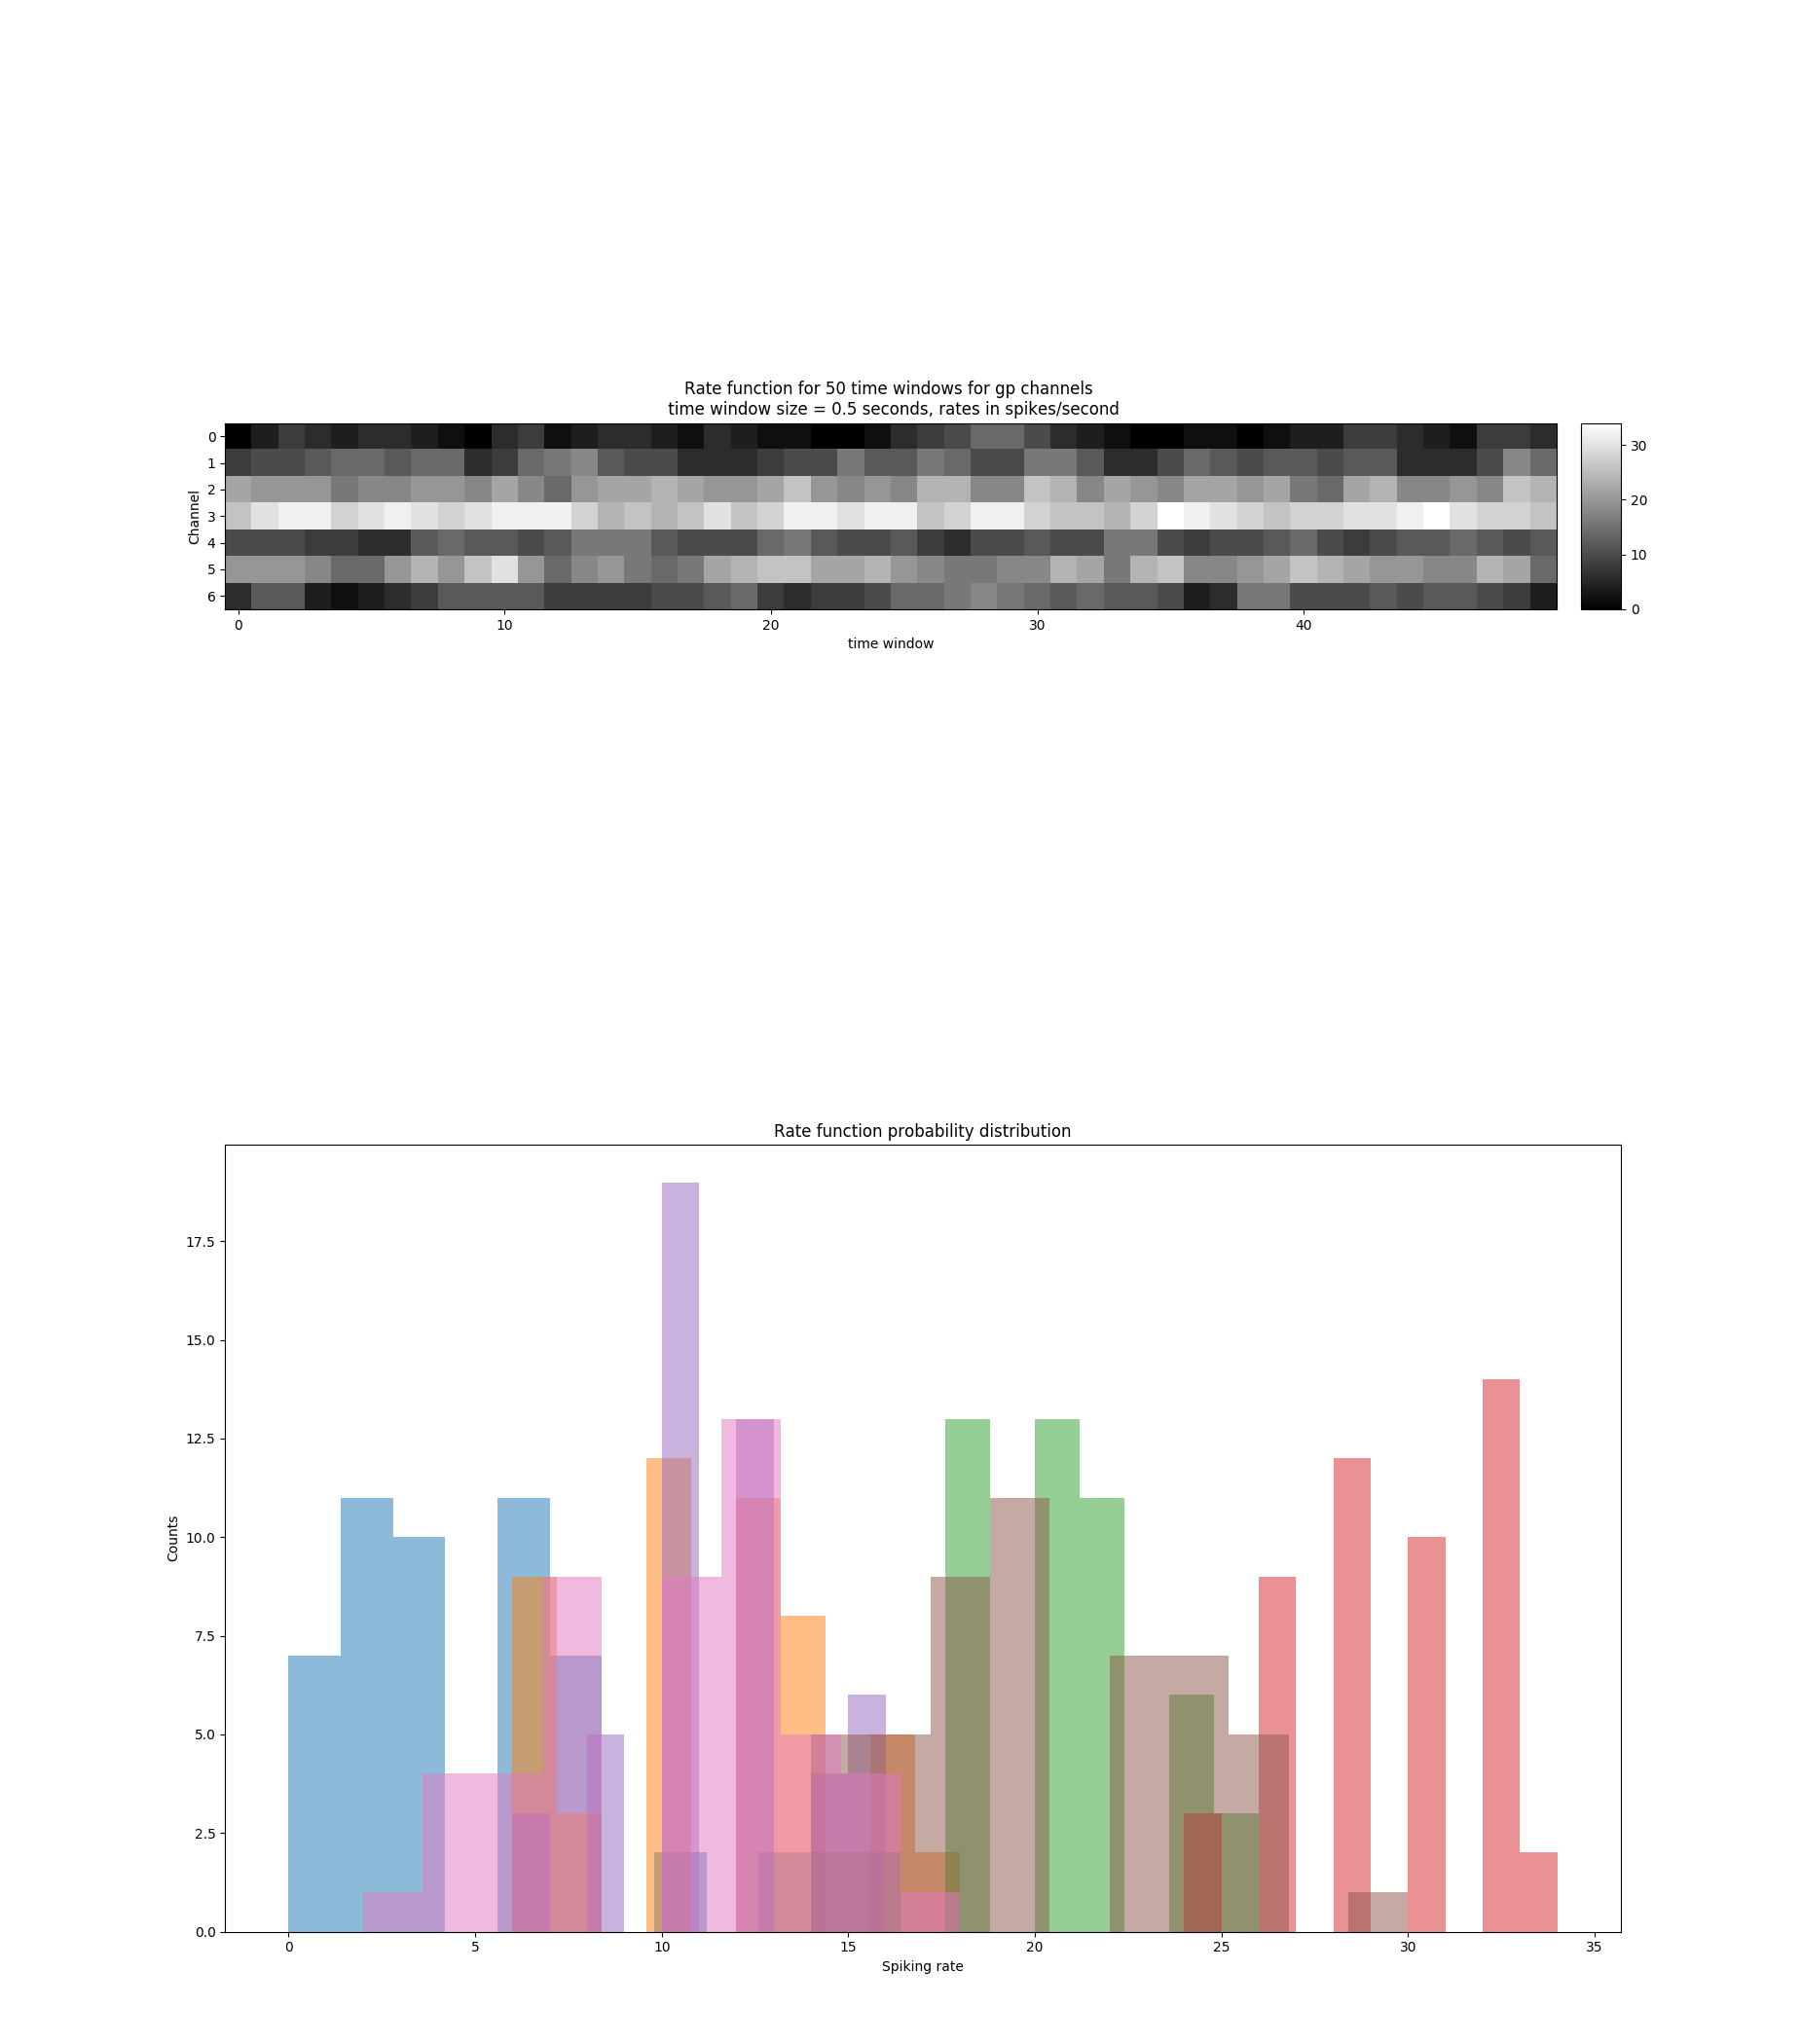 Rate function for 50 time windows for gp channels
time window size = 0.5 seconds, rates in spikes/second
Channel
0
1
2
3
4
5
6
0 10 20 30 40
time window
30
20
10
0
Rate function probability distribution
Counts
17.5
15.0
12.5
10.0
7.5
5.0
2.5
0.0
0 5 10 15 20 25 30 35
Spiking rate